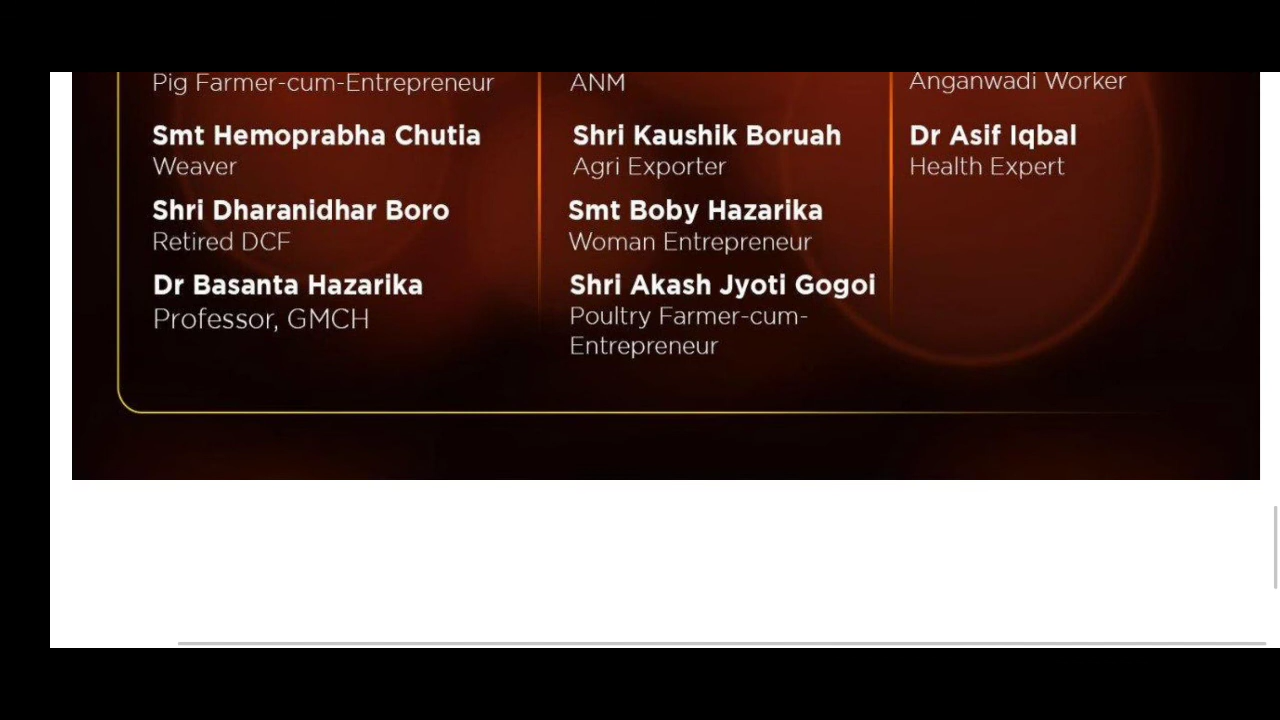 Pig Farmer-cum-Entrepreneur
Smt Hemoprabha Chutia
Weaver
Shri Dharanidhar Boro
Retired DCF
Dr Basanta Hazarika
Professor, GMCH
ANM
Shri Kaushik Boruah
Agri Exporter
Smt Boby Hazarika
Woman Entrepreneur
Shri Akash Jyoti Gogoi
Poultry Farmer-cum-
Entrepreneur
Anganwadi Worker
Dr Asif Iqbal
Health Expert